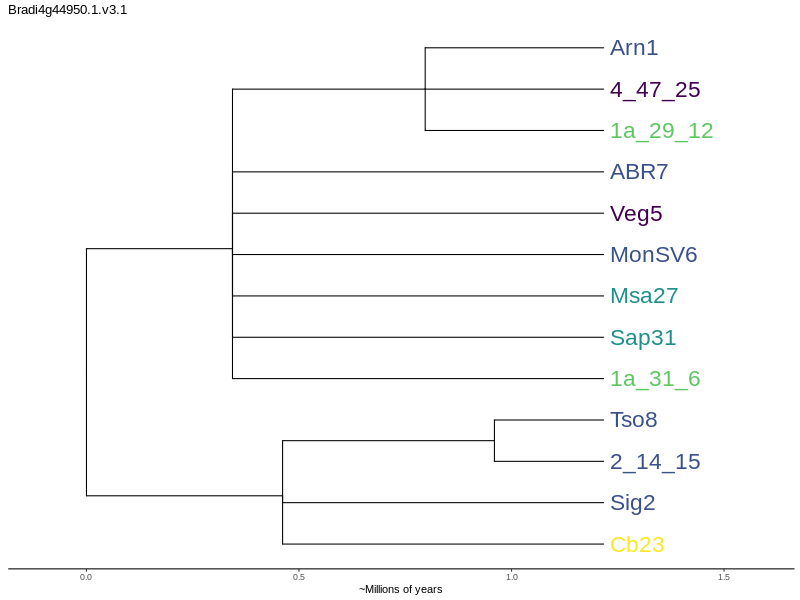 Bradi4g44950.1.v3.1
Arn1
4_47_25
1a_29_12
ABR7
Veg5
MonSV6
Msa27
Sap31
1a_31_6
Tso8
2_14_15
Sig2
Cb23
0.0 0.5 1.0 1.5
~Millions of years